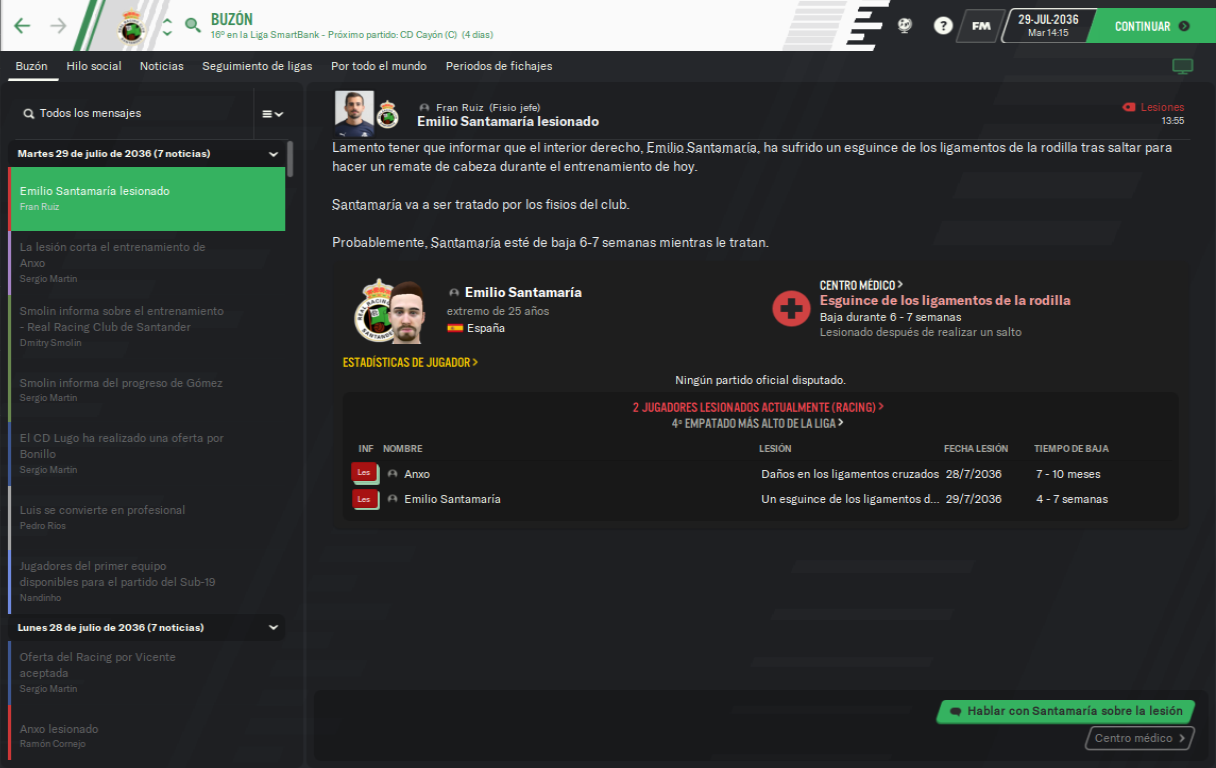 BUZÓN
16º en la Liga SmartBank - Próximo partido: CD Cayón (C) (4 días)
?
FM
29-JUL-2036
Mar 14:15
CONTINUAR
Buzón Hilo social Noticias Seguimiento de ligas Por todo el mundo Periodos de fichajes
Todos los mensajes
Martes 29 de julio de 2036 (7 noticias)
Emilio Santamaría lesionado
Fran Ruiz
La lesión corta el entrenamiento de
Anxo
Sergio Martin
Smolin informa sobre el entrenamiento
- Real Racing Club de Santander
Dmitry Smolin
Smolin informa del progreso de Gómez
Sergio Martin
El CD Lugo ha realizado una oferta por
Bonillo
Sergio Martin
Luis se convierte en profesional
Pedro Ríos
Jugadores del primer equipo
disponibles para el partido del Sub-19
Nandinho
Lunes 28 de julio de 2036 (7 noticias)
Oferta del Racing por Vicente
aceptada
Sergio Martin
Anxo lesionado
Ramón Cornejo
Fran Ruiz (Fisio jefe)
Emilio Santamaría lesionado
Lesiones
13:55
Lamento tener que informar que el interior derecho, Emilio Santamaría, ha sufrido un esguince de los ligamentos de la rodilla tras saltar para
hacer un remate de cabeza durante el entrenamiento de hoy.
Santamaría va a ser tratado por los fisios del club.
Probablemente, Santamaría esté de baja 6-7 semanas mientras le tratan.
REAL RACING
SANTANDER
Emilio Santamaría
extremo de 25 años
España
CENTRO MÉDICO
Esguince de los ligamentos de la rodilla
Baja durante 6 - 7 semanas
Lesionado después de realizar un salto
ESTADÍSTICAS DE JUGADOR
Ningún partido oficial disputado.
2 JUGADORES LESIONADOS ACTUALMENTE (RACING)
4º EMPATADO MÁS ALTO DE LA LIGA
INF NOMBRE LESIÓN FECHA LESIÓN TIEMPO DE BAJA
Les Anxo Daños en los ligamentos cruzados 28/7/2036 7 - 10 meses
Les Emilio Santamaría Un esguince de los ligamentos d... 29/7/2036 4 - 7 semanas
Hablar con Santamaría sobre la lesión
Centro médico